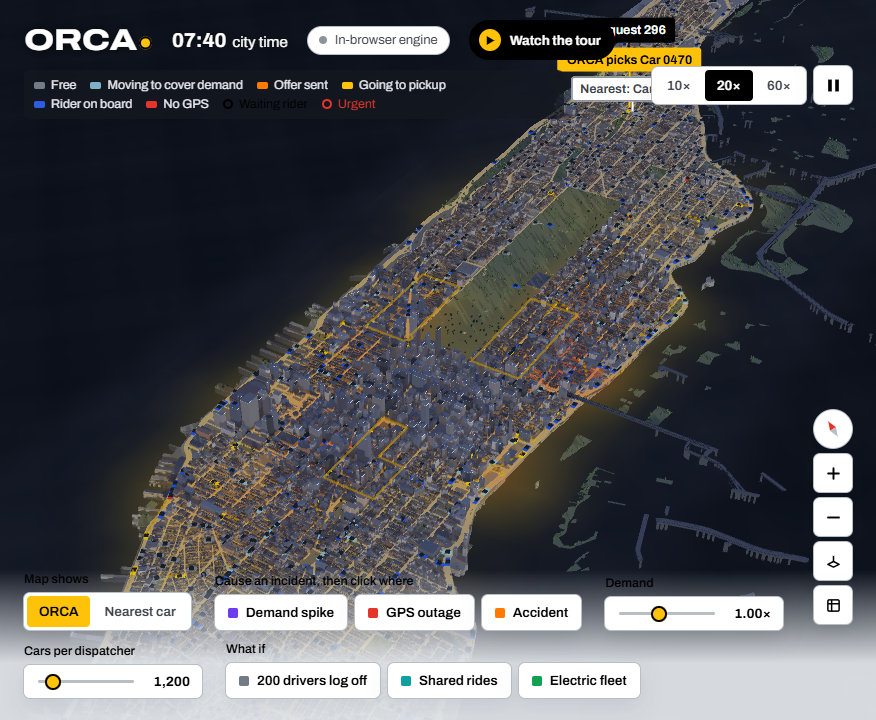 ORCA
07:40 city time
In-browser engine
Watch the tour
quest 296
ORCA picks Car 0470
Nearest: Car
10×
20×
60×
Free
Moving to cover demand
Offer sent
Going to pickup
Rider on board
No GPS
Waiting rider
Urgent
Map shows
ORCA
Nearest car
Cause an incident, then click where
Demand spike
GPS outage
Accident
Demand
1.00×
Cars per dispatcher
1,200
What if
200 drivers log off
Shared rides
Electric fleet